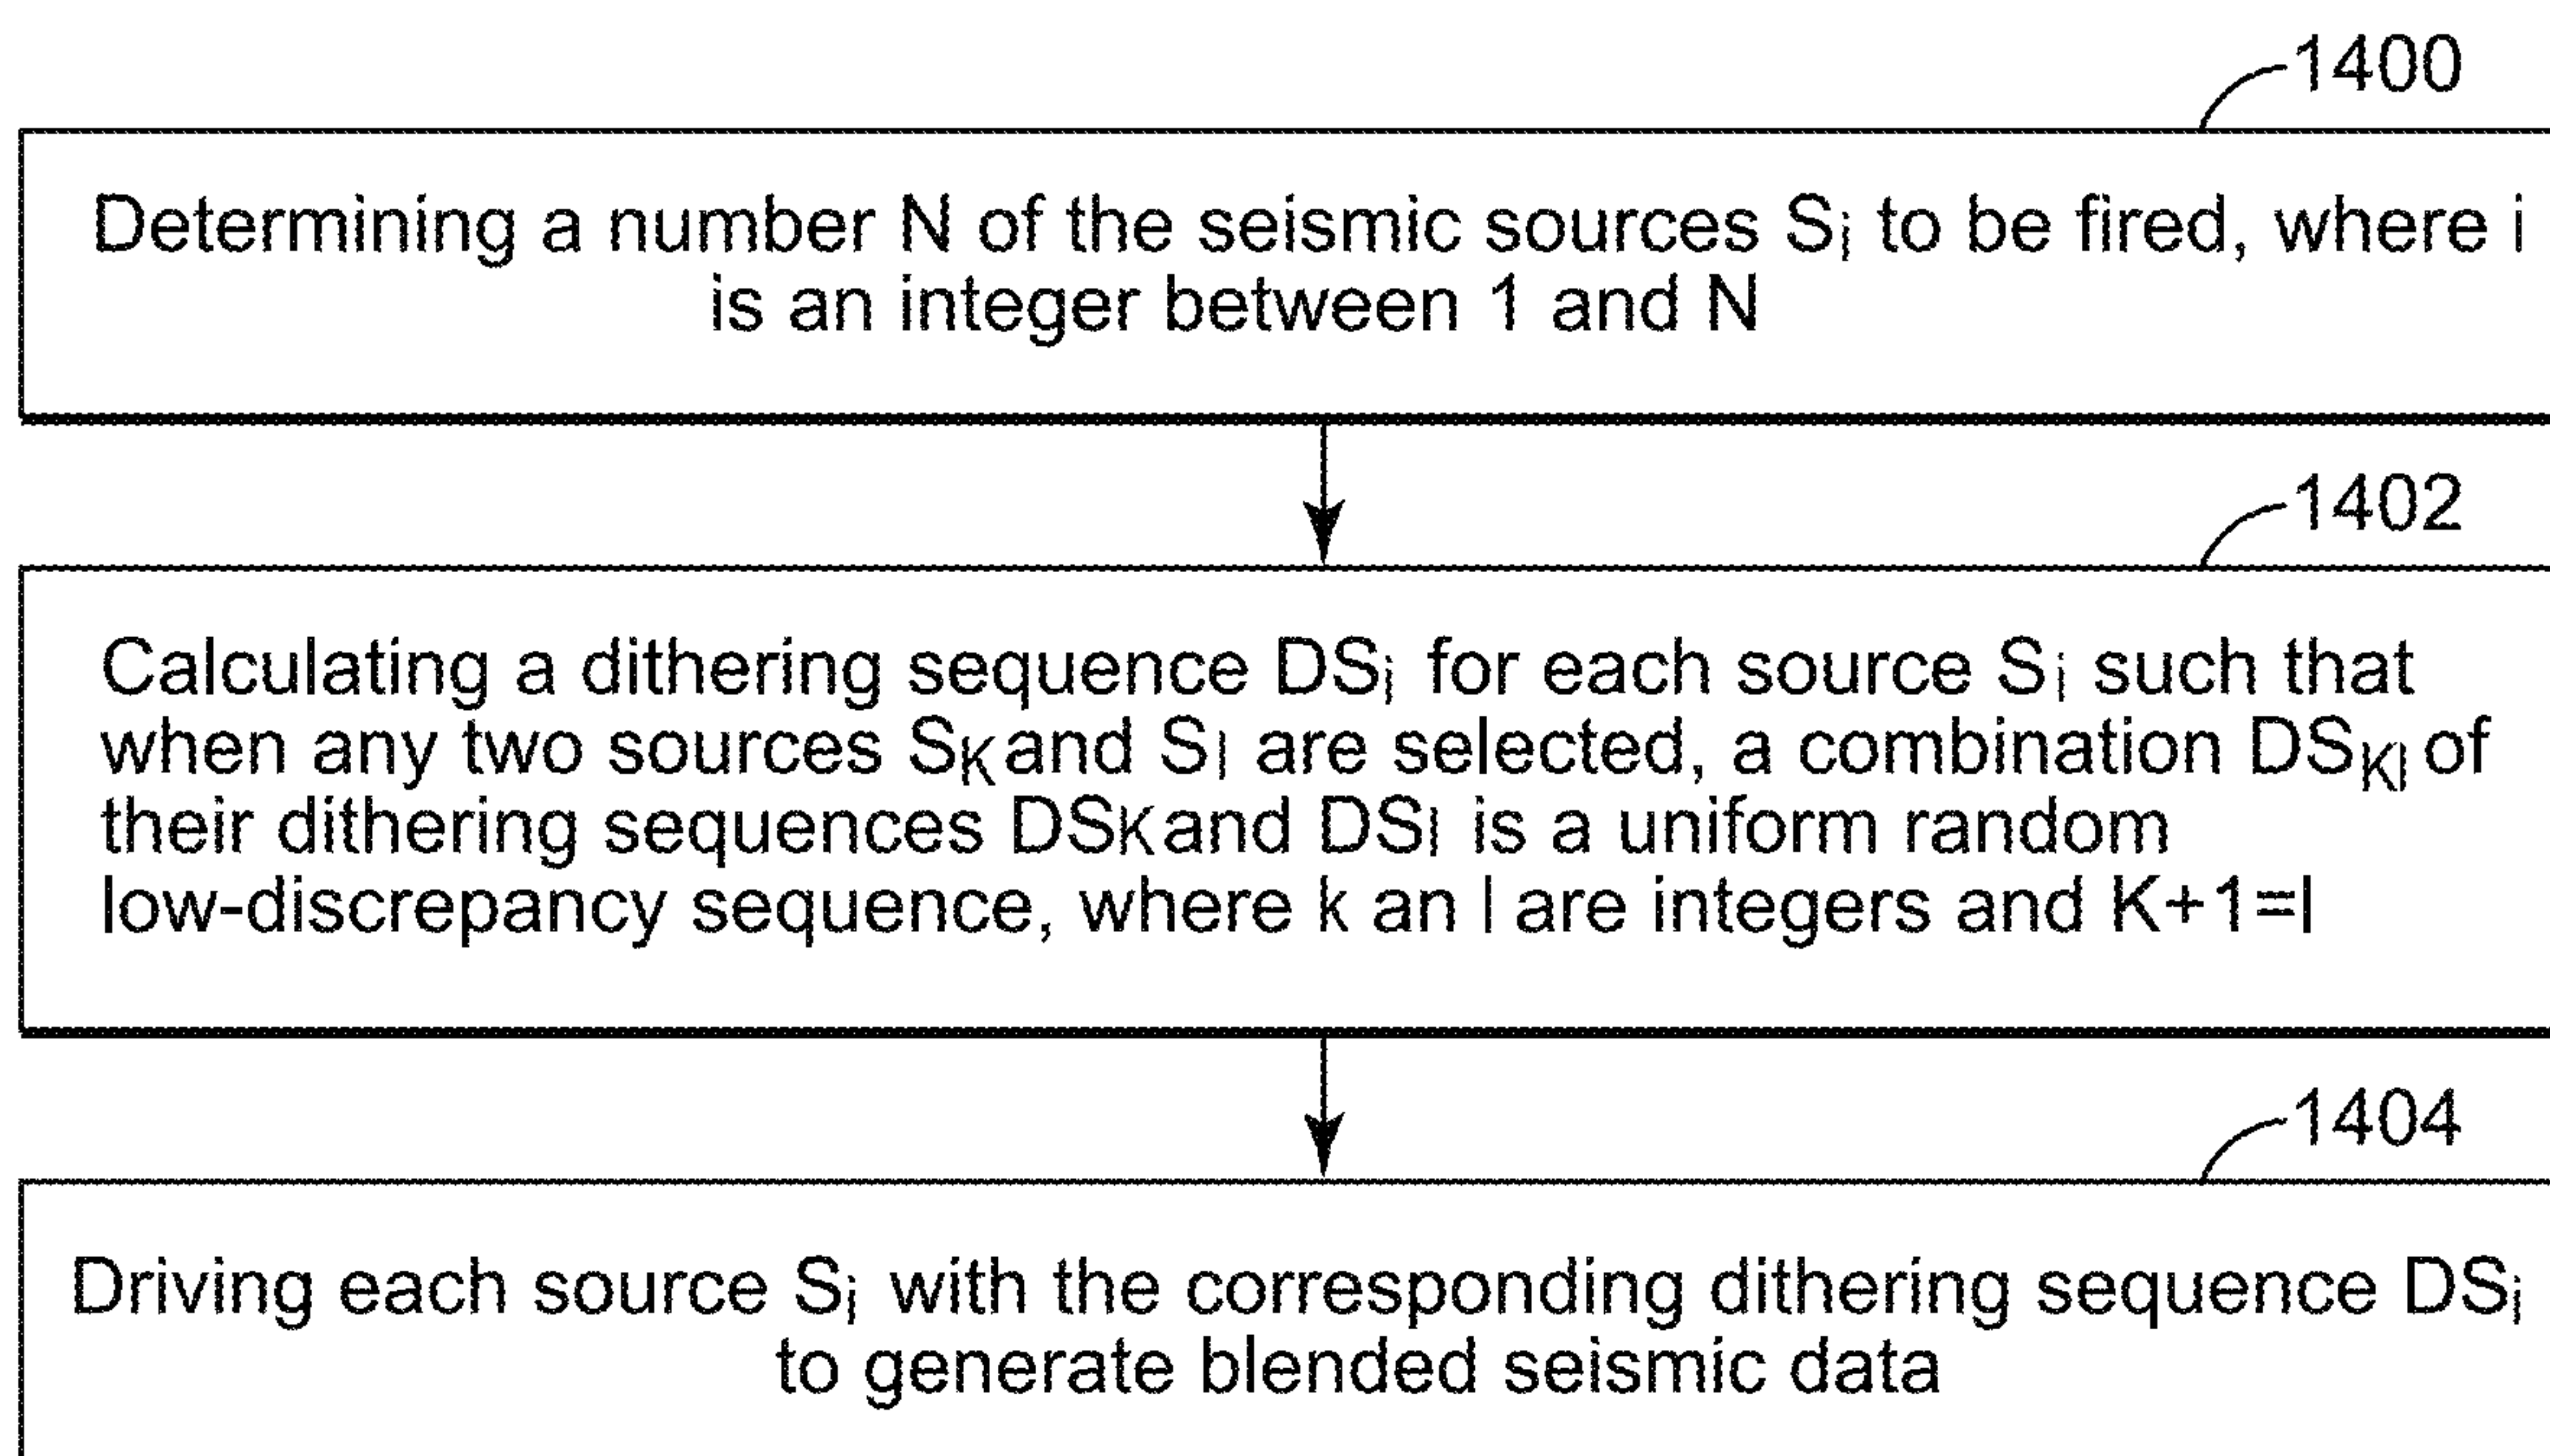 1400
Determining a number N of the seismic sources Si to be fired, where i
is an integer between 1 and N
1402
Calculating a dithering sequence DSi for each source Si such that
when any two sources SK and Sl are selected, a combination DSKl of
their dithering sequences DSK and DSl is a uniform random
low-discrepancy sequence, where k an l are integers and K+1=l
1404
Driving each source Si with the corresponding dithering sequence DSi
to generate blended seismic data